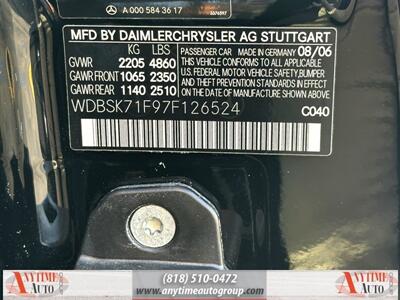 A 000 584 36 17
MFD BY DAIMLERCHRYSLER AG STUTTGART
KG LBS PASSENGER CAR MADE IN GERMANY 08/06
GVWR 2205 4860 THIS VEHICLE CONFORMS TO ALL APPLICABLE
GAWR FRONT 1065 2350 U.S. FEDERAL MOTOR VEHICLE SAFETY, BUMPER,
GAWR REAR 1140 2510 AND THEFT PREVENTION STANDARDS IN EFFECT
ON THE DATE OF MANUFACTURE SHOWN ABOVE.
WDBSK71F97F126524 C040
ANYTIME AUTO
(818) 510-0472
www.anytimeautogroup.com
ANYTIME AUTO